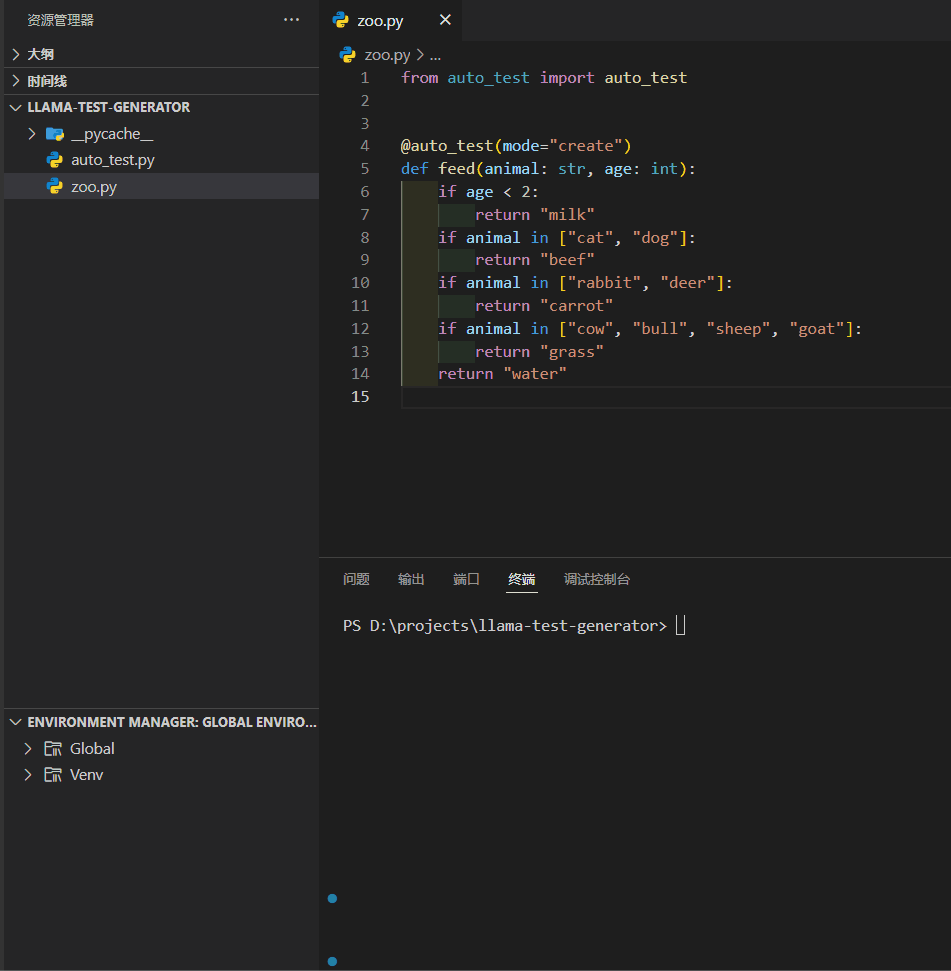 资源管理器 ···
大纲
时间线
LLAMA-TEST-GENERATOR
__pycache__
auto_test.py
zoo.py
ENVIRONMENT MANAGER: GLOBAL ENVIRO...
Global
Venv
zoo.py
zoo.py > ...
1 from auto_test import auto_test
2
3
4 @auto_test(mode="create")
5 def feed(animal: str, age: int):
6 if age < 2:
7 return "milk"
8 if animal in ["cat", "dog"]:
9 return "beef"
10 if animal in ["rabbit", "deer"]:
11 return "carrot"
12 if animal in ["cow", "bull", "sheep", "goat"]:
13 return "grass"
14 return "water"
15
问题 输出 端口 终端 调试控制台
PS D:\projects\llama-test-generator>